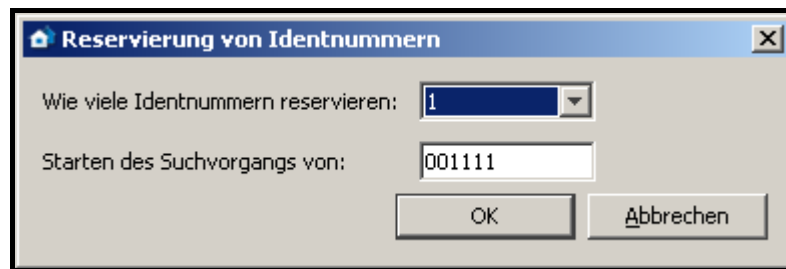 Reservierung von Identnummern
Wie viele Identnummern reservieren: 1
Starten des Suchvorgangs von: 001111
OK Abbrechen